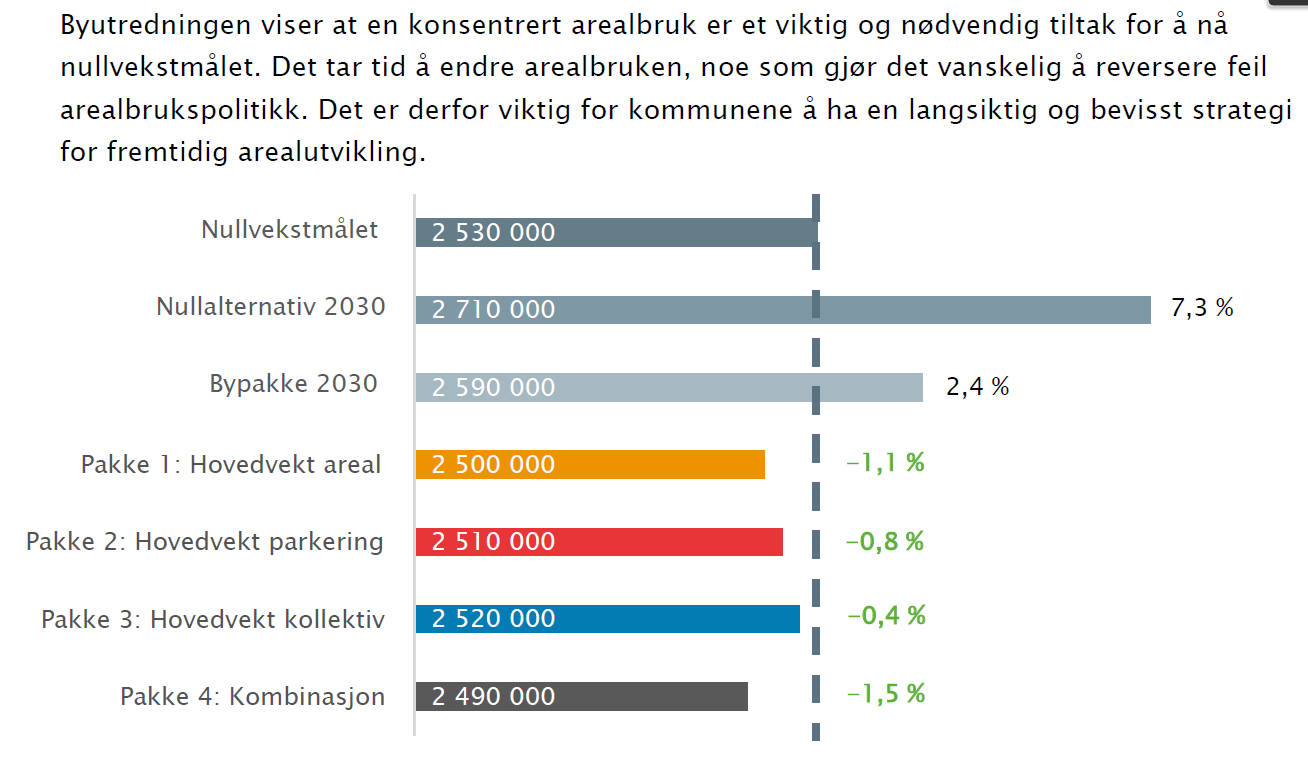 Byutredningen viser at en konsentrert arealbruk er et viktig og nødvendig tiltak for å nå
nullvekstmålet. Det tar tid å endre arealbruken, noe som gjør det vanskelig å reversere feil
arealbrukspolitikk. Det er derfor viktig for kommunene å ha en langsiktig og bevisst strategi
for fremtidig arealutvikling.
Nullvekstmålet 2 530 000
Nullalternativ 2030 2 710 000 7,3 %
Bypakke 2030 2 590 000 2,4 %
Pakke 1: Hovedvekt areal 2 500 000 –1,1 %
Pakke 2: Hovedvekt parkering 2 510 000 –0,8 %
Pakke 3: Hovedvekt kollektiv 2 520 000 –0,4 %
Pakke 4: Kombinasjon 2 490 000 –1,5 %